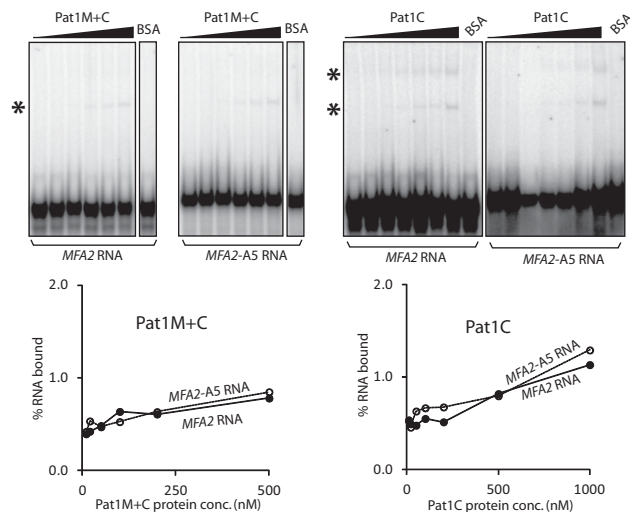 Pat1M+C BSA Pat1M+C BSA Pat1C BSA Pat1C BSA
*
*
*
MFA2 RNA MFA2-A5 RNA MFA2 RNA MFA2-A5 RNA
2.0
1.0
0.0
% RNA bound
Pat1M+C
MFA2-A5 RNA
MFA2 RNA
0 250 500
Pat1M+C protein conc. (nM)
2.0
1.0
0.0
% RNA bound
Pat1C
MFA2-A5 RNA
MFA2 RNA
0 500 1000
Pat1C protein conc. (nM)